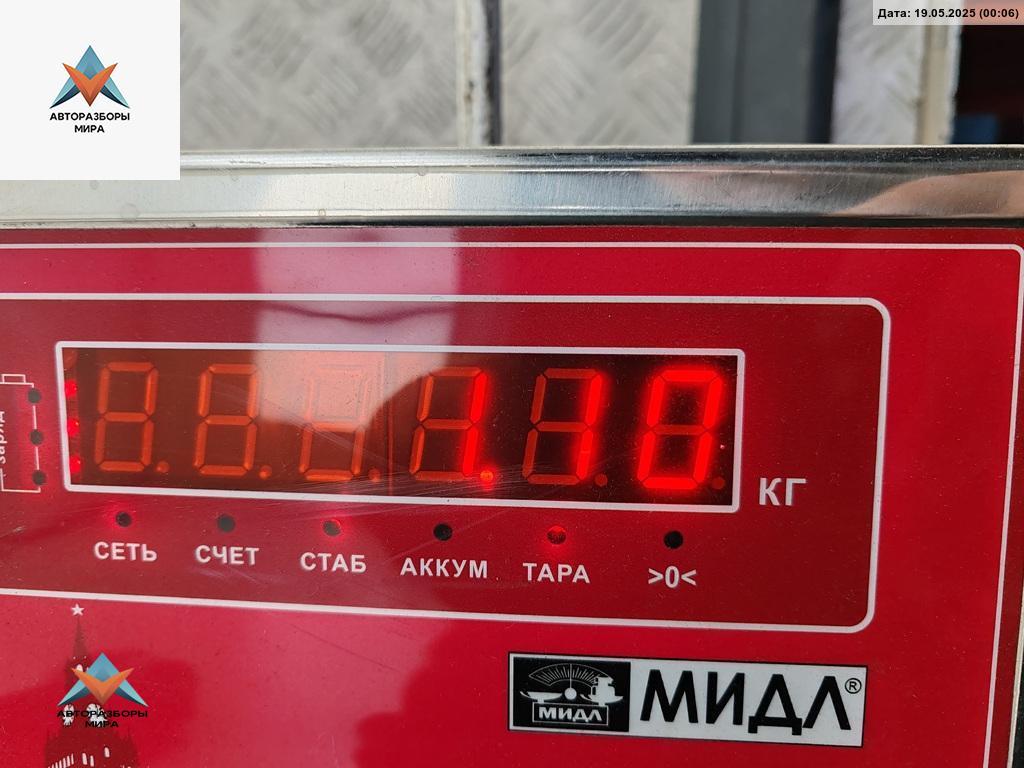 Дата: 19.05.2025 (00:06)
АВТОРАЗБОРЫ
МИРА
заряд
1.10
КГ
СЕТЬ СЧЕТ СТАБ АККУМ ТАРА >0<
АВТОРАЗБОРЫ
МИРА
МИДЛ МИДЛ®